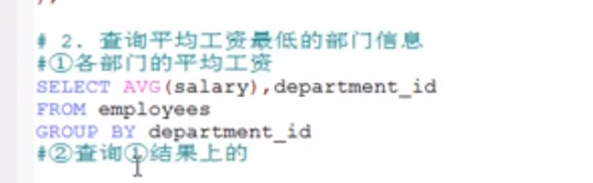 # 2. 查询平均工资最低的部门信息
#①各部门的平均工资
SELECT AVG(salary),department_id
FROM employees
GROUP BY department_id
#②查询①结果上的